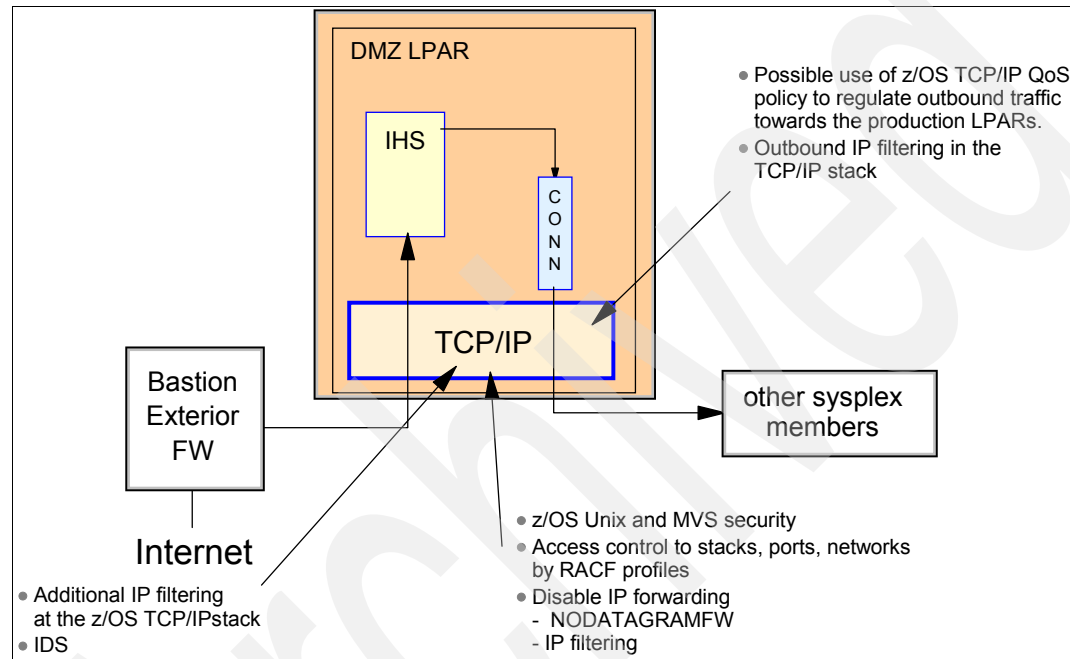 DMZ LPAR
IHS
C
O
N
N
TCP/IP
Bastion
Exterior
FW
Internet
other sysplex
members
• Possible use of z/OS TCP/IP QoS
policy to regulate outbound traffic
towards the production LPARs.
• Outbound IP filtering in the
TCP/IP stack
• Additional IP filtering
at the z/OS TCP/IPstack
• IDS
• z/OS Unix and MVS security
• Access control to stacks, ports, networks
by RACF profiles
• Disable IP forwarding
- NODATAGRAMFW
- IP filtering